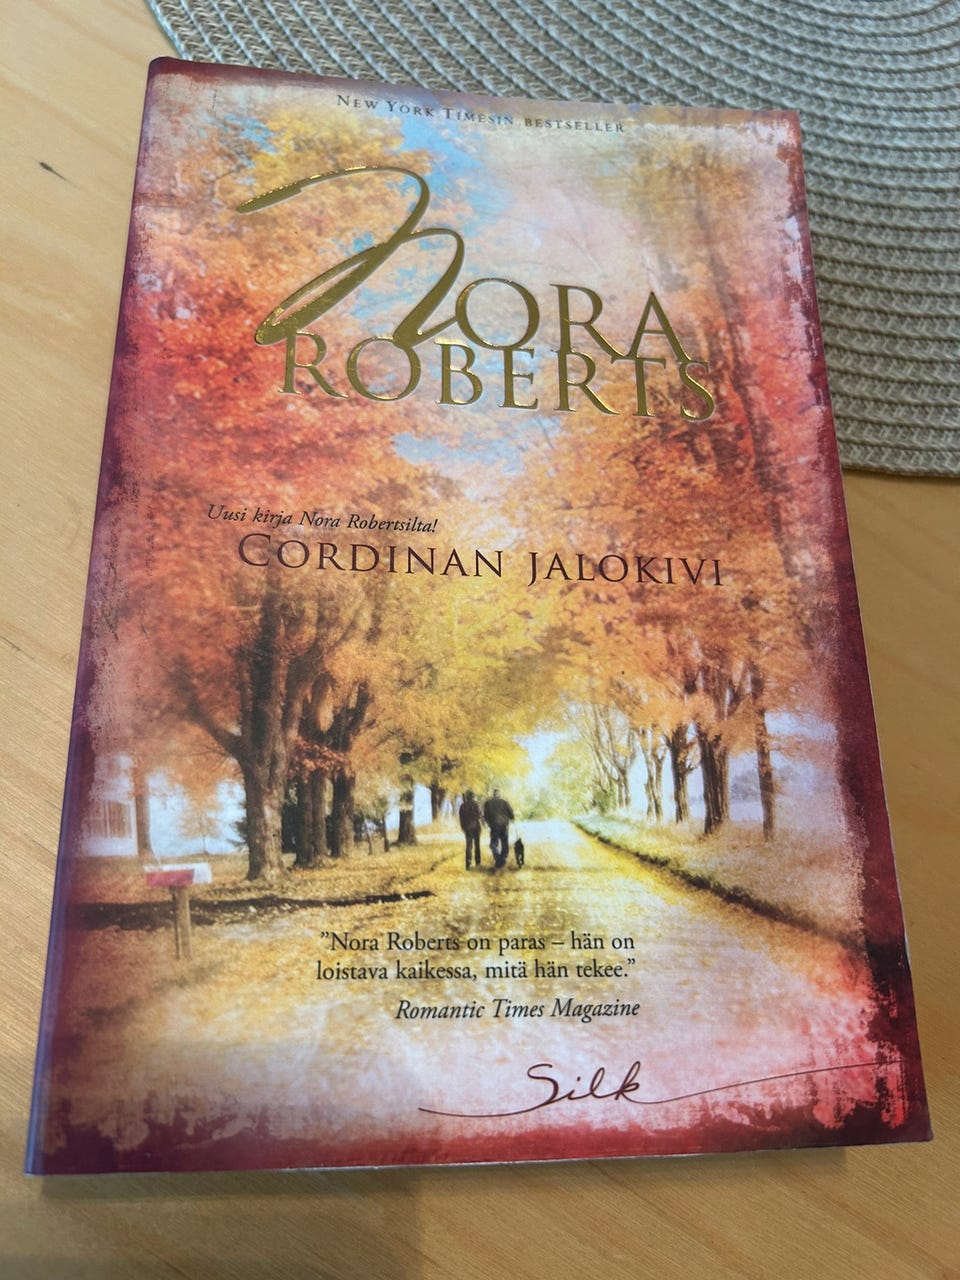 NEW YORK TIMESIN BESTSELLER
NORA
ROBERTS
Uusi kirja Nora Robertsilta!
CORDINAN JALOKIVI
”Nora Roberts on paras – hän on
loistava kaikessa, mitä hän tekee.”
Romantic Times Magazine
Silk